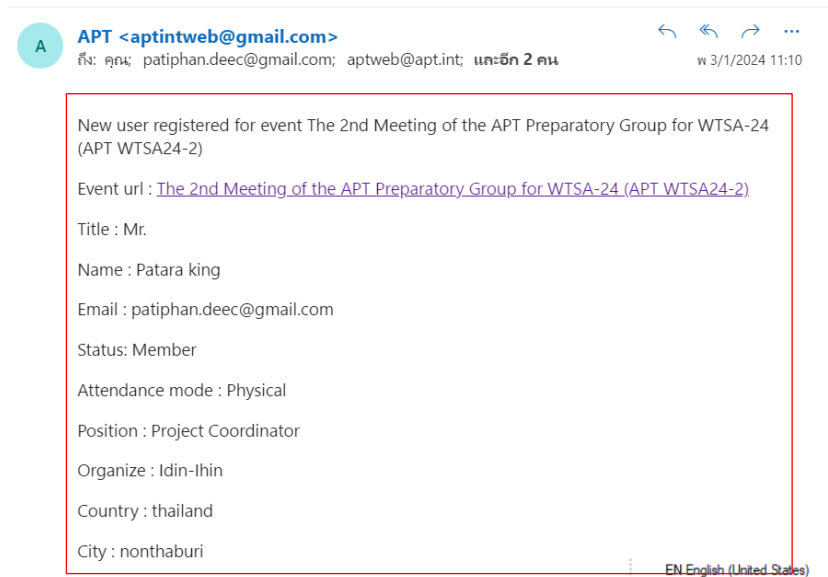 A
APT <aptintweb@gmail.com>
ถึง: คุณ; patiphan.deec@gmail.com; aptweb@apt.int; และอีก 2 คน
พ 3/1/2024 11:10
New user registered for event The 2nd Meeting of the APT Preparatory Group for WTSA-24
(APT WTSA24-2)
Event url : The 2nd Meeting of the APT Preparatory Group for WTSA-24 (APT WTSA24-2)
Title : Mr.
Name : Patara king
Email : patiphan.deec@gmail.com
Status: Member
Attendance mode : Physical
Position : Project Coordinator
Organize : Idin-Ihin
Country : thailand
City : nonthaburi
EN English (United States)